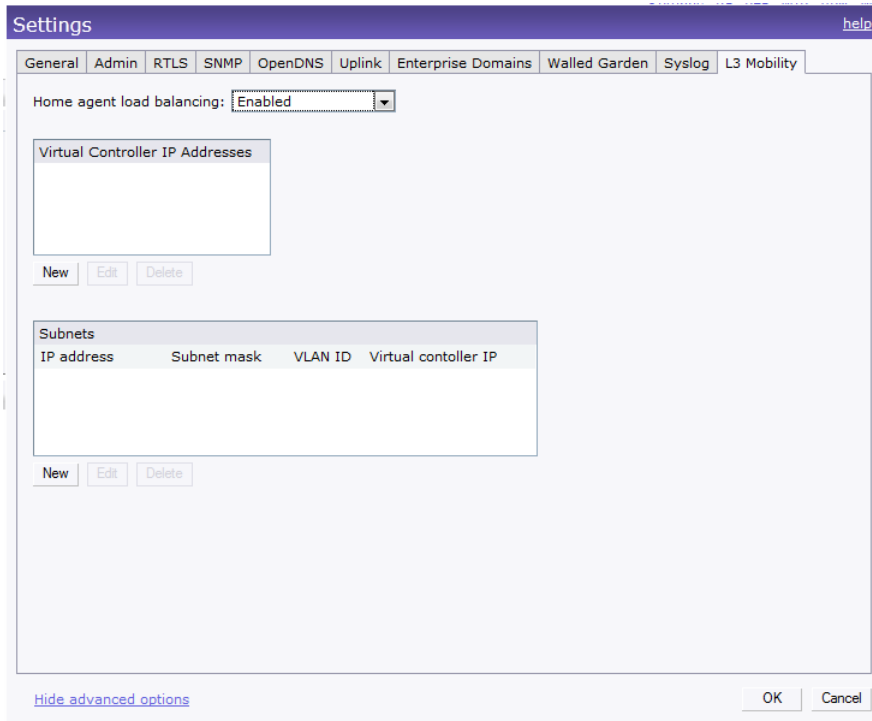 Settings
help
General Admin RTLS SNMP OpenDNS Uplink Enterprise Domains Walled Garden Syslog L3 Mobility
Home agent load balancing: Enabled
Virtual Controller IP Addresses
New Edit Delete
Subnets
IP address Subnet mask VLAN ID Virtual contoller IP
New Edit Delete
Hide advanced options
OK Cancel